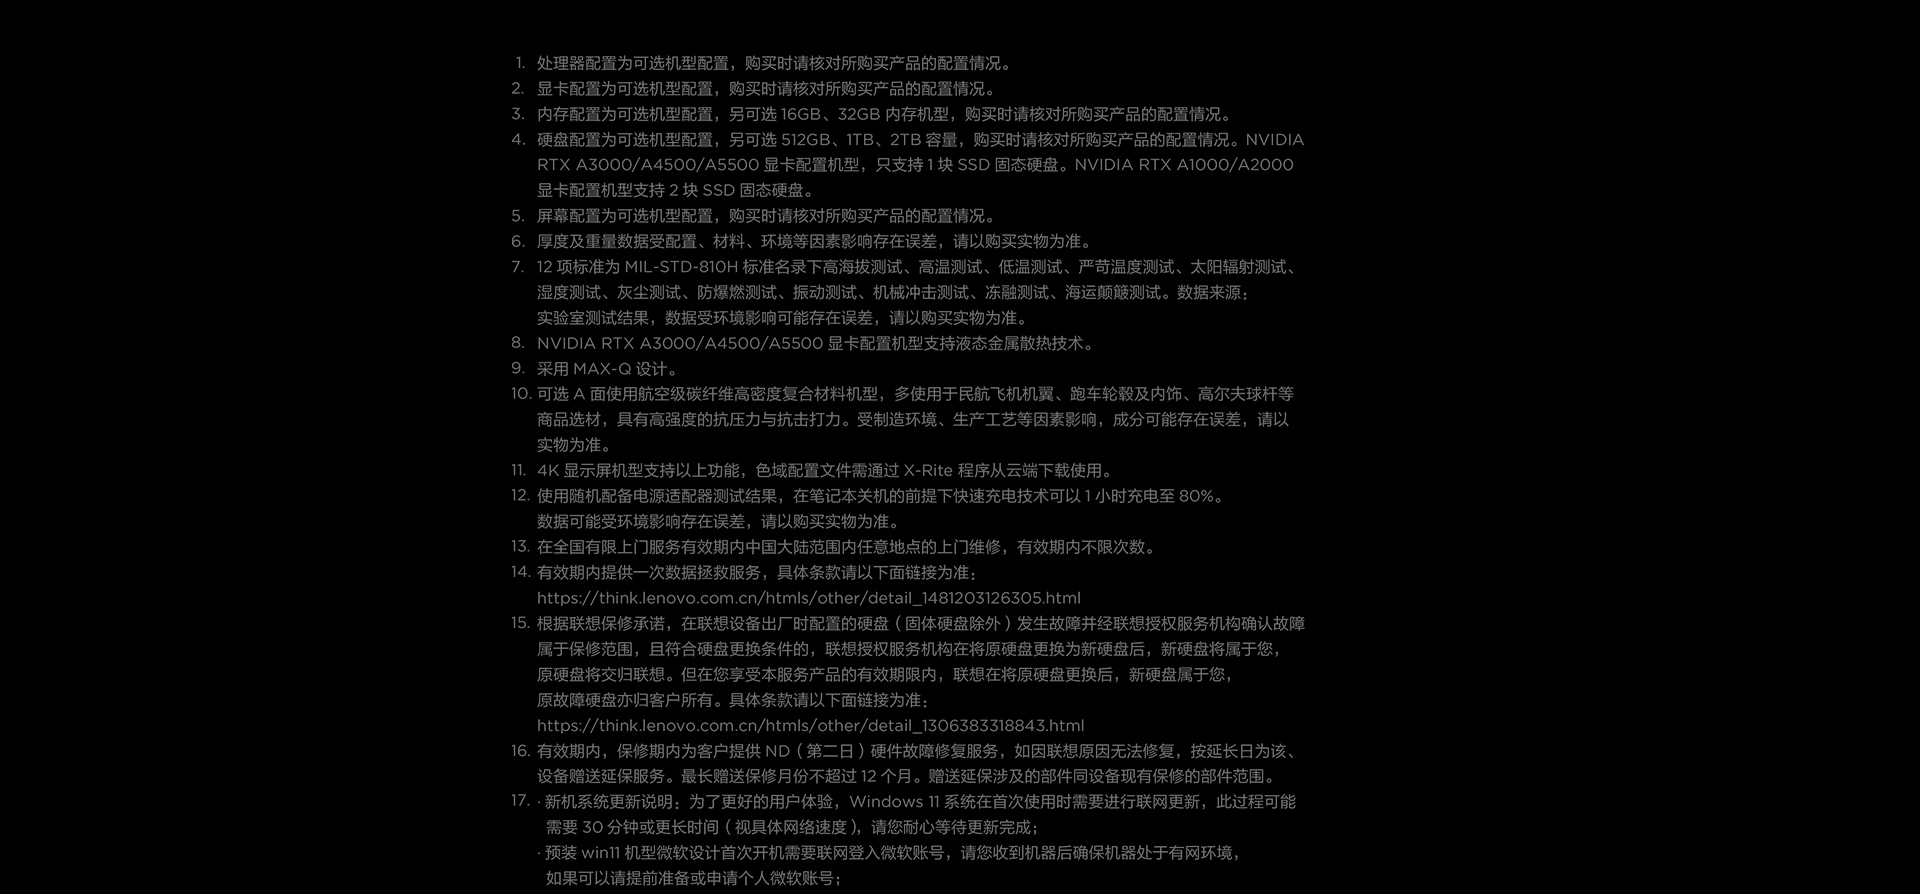 1. 处理器配置为可选机型配置，购买时请核对所购买产品的配置情况。
2. 显卡配置为可选机型配置，购买时请核对所购买产品的配置情况。
3. 内存配置为可选机型配置，另可选 16GB、32GB 内存机型，购买时请核对所购买产品的配置情况。
4. 硬盘配置为可选机型配置，另可选 512GB、1TB、2TB 容量，购买时请核对所购买产品的配置情况。NVIDIA
RTX A3000/A4500/A5500 显卡配置机型，只支持 1 块 SSD 固态硬盘。NVIDIA RTX A1000/A2000
显卡配置机型支持 2 块 SSD 固态硬盘。
5. 屏幕配置为可选机型配置，购买时请核对所购买产品的配置情况。
6. 厚度及重量数据受配置、材料、环境等因素影响存在误差，请以购买实物为准。
7. 12 项标准为 MIL-STD-810H 标准名录下高海拔测试、高温测试、低温测试、严苛温度测试、太阳辐射测试、
湿度测试、灰尘测试、防爆燃测试、振动测试、机械冲击测试、冻融测试、海运颠簸测试。数据来源：
实验室测试结果，数据受环境影响可能存在误差，请以购买实物为准。
8. NVIDIA RTX A3000/A4500/A5500 显卡配置机型支持液态金属散热技术。
9. 采用 MAX-Q 设计。
10. 可选 A 面使用航空级碳纤维高密度复合材料机型，多使用于民航飞机机翼、跑车轮毂及内饰、高尔夫球杆等
商品选材，具有高强度的抗压力与抗击打力。受制造环境、生产工艺等因素影响，成分可能存在误差，请以
实物为准。
11. 4K 显示屏机型支持以上功能，色域配置文件需通过 X-Rite 程序从云端下载使用。
12. 使用随机配备电源适配器测试结果，在笔记本关机的前提下快速充电技术可以 1 小时充电至 80%。
数据可能受环境影响存在误差，请以购买实物为准。
13. 在全国有限上门服务有效期内中国大陆范围内任意地点的上门维修，有效期内不限次数。
14. 有效期内提供一次数据拯救服务，具体条款请以下面链接为准：
https://think.lenovo.com.cn/htmls/other/detail_1481203126305.html
15. 根据联想保修承诺，在联想设备出厂时配置的硬盘（固体硬盘除外）发生故障并经联想授权服务机构确认故障
属于保修范围，且符合硬盘更换条件的，联想授权服务机构在将原硬盘更换为新硬盘后，新硬盘将属于您，
原硬盘将交归联想。但在您享受本服务产品的有效期限内，联想在将原硬盘更换后，新硬盘属于您，
原故障硬盘亦归客户所有。具体条款请以下面链接为准：
https://think.lenovo.com.cn/htmls/other/detail_1306383318843.html
16. 有效期内，保修期内为客户提供 ND（第二日）硬件故障修复服务，如因联想原因无法修复，按延长日为该、
设备赠送延保服务。最长赠送保修月份不超过 12 个月。赠送延保涉及的部件同设备现有保修的部件范围。
17. · 新机系统更新说明：为了更好的用户体验，Windows 11 系统在首次使用时需要进行联网更新，此过程可能
需要 30 分钟或更长时间（视具体网络速度），请您耐心等待更新完成；
· 预装 win11 机型微软设计首次开机需要联网登入微软账号，请您收到机器后确保机器处于有网环境，
如果可以请提前准备或申请个人微软账号；